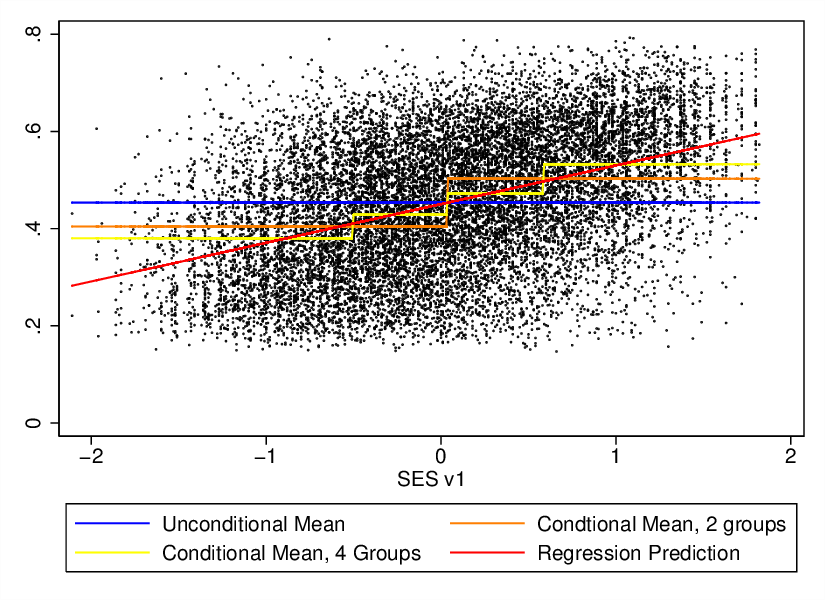 .8
.6
.4
.2
0
−2 −1 0 1 2
SES v1
Unconditional Mean Condtional Mean, 2 groups
Conditional Mean, 4 Groups Regression Prediction